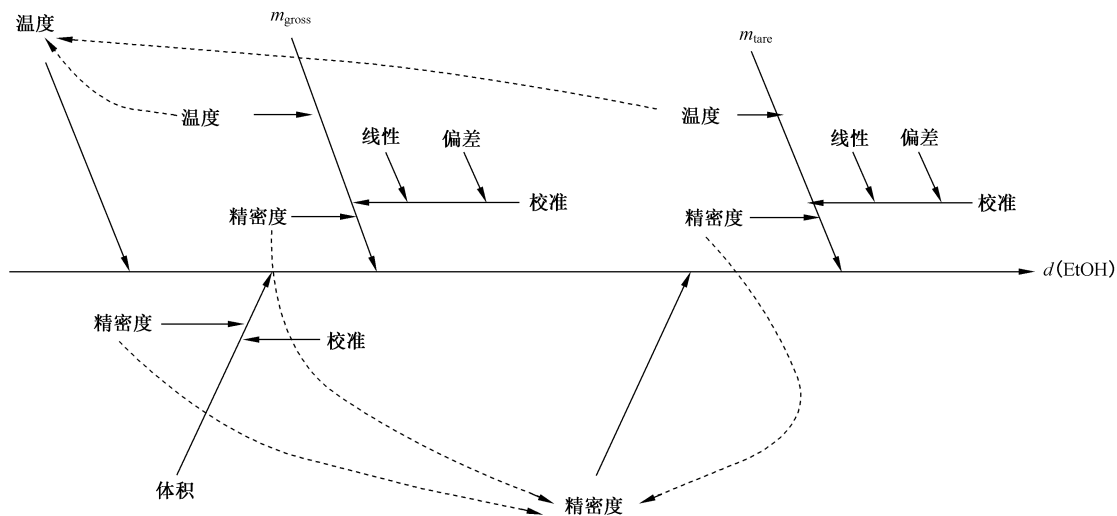 温度
m_gross
m_tare
温度
温度
线性
偏差
线性
偏差
校准
校准
精密度
精密度
d(EtOH)
精密度
校准
体积
精密度